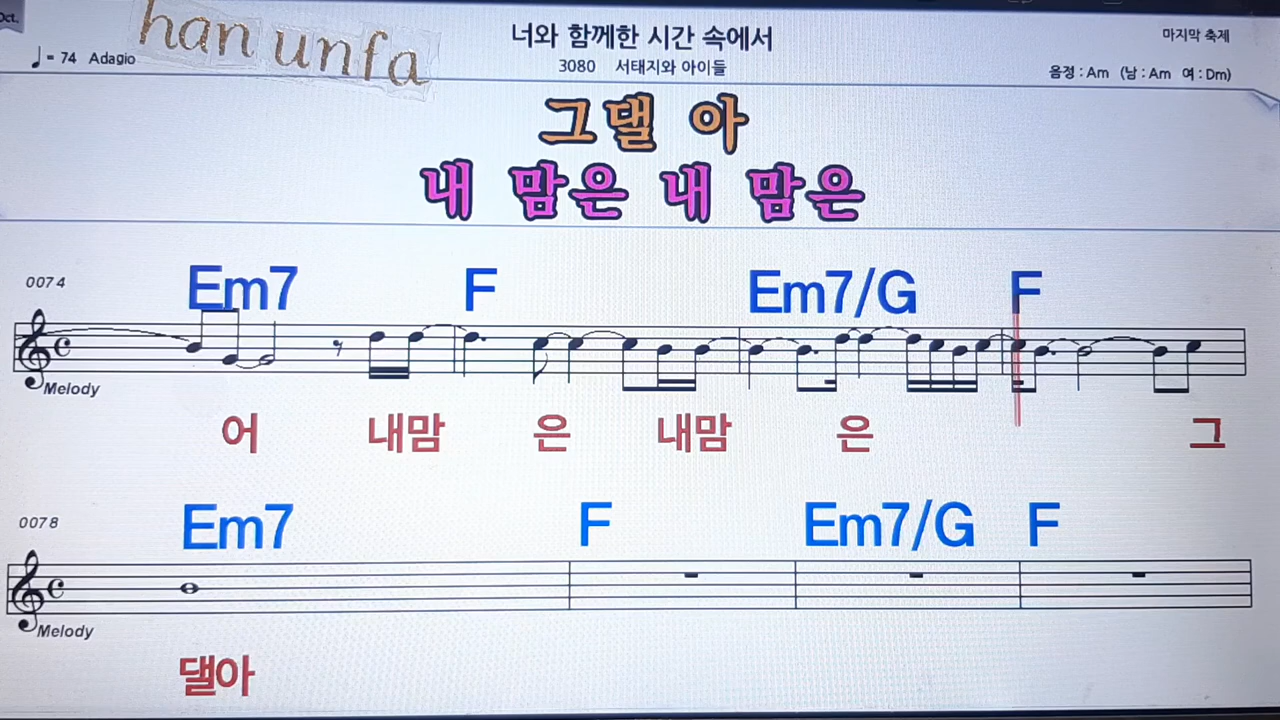 Oct.
han unfa
너와 함께한 시간 속에서
마지막 축제
♩= 74 Adagio
3080 서태지와 아이들
음정 : Am (남 : Am 여 : Dm)
그댈 아
내 맘은 내 맘은
0074
Em7 F Em7/G F
Melody
어 내맘 은 내맘 은 그
0078
Em7 F Em7/G F
Melody
댈아